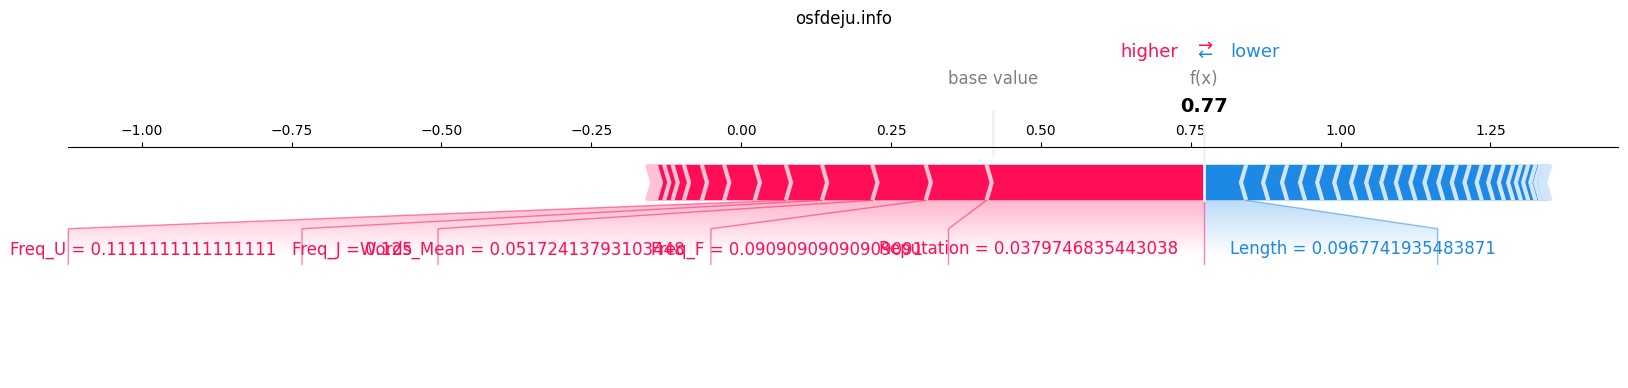 osfdeju.info
higher ⇄ lower
base value f(x)
0.77
−1.00 −0.75 −0.50 −0.25 0.00 0.25 0.50 0.75 1.00 1.25
Freq_U = 0.1111111111111111 Freq_J = 0.125 Words_Mean = 0.05172413793103448 Freq_F = 0.09090909090909091 Reputation = 0.0379746835443038 Length = 0.0967741935483871